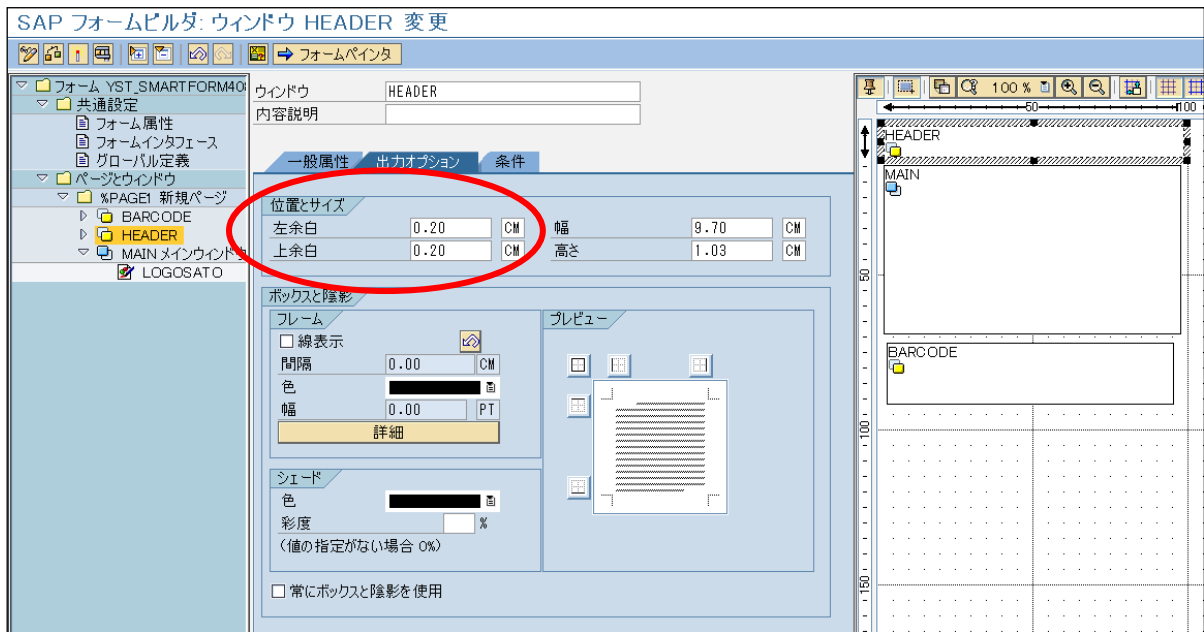 SAP フォームビルダ: ウィンドウ HEADER 変更
フォームペインタ
フォーム YST_SMARTFORM40
共通設定
フォーム属性
フォームインタフェース
グローバル定義
ページとウィンドウ
%PAGE1 新規ページ
BARCODE
HEADER
MAIN メインウィンドウ
LOGOSATO
ウィンドウ HEADER
内容説明
一般属性 出力オプション 条件
位置とサイズ
左余白 0.20 CM 幅 9.70 CM
上余白 0.20 CM 高さ 1.03 CM
ボックスと陰影
フレーム
線表示
間隔 0.00 CM
色
幅 0.00 PT
詳細
プレビュー
シェード
色
彩度 %
(値の指定がない場合 0%)
常にボックスと陰影を使用
100 %
50 100
HEADER
MAIN
50
BARCODE
100
150